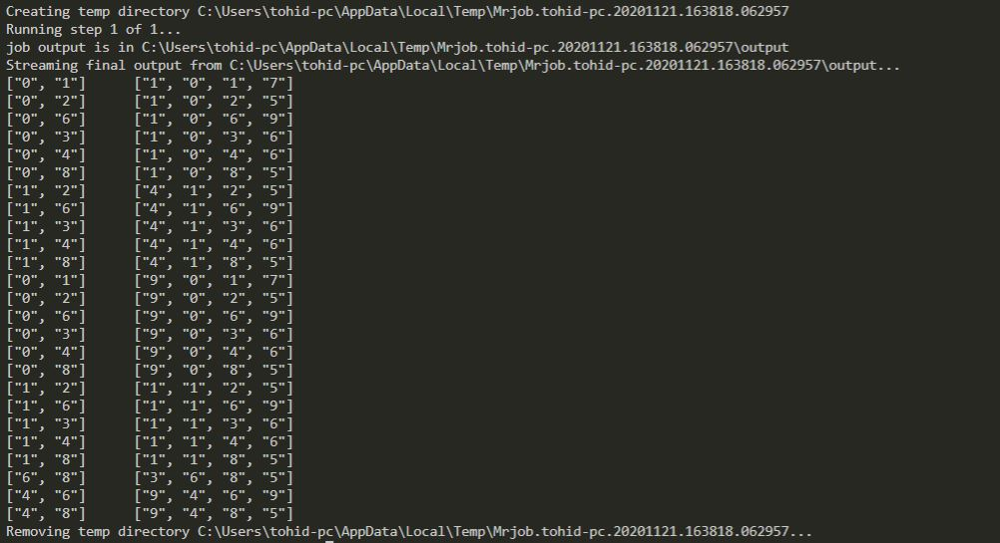 Creating temp directory C:\Users\tohid-pc\AppData\Local\Temp\Mrjob.tohid-pc.20201121.163818.062957
Running step 1 of 1...
job output is in C:\Users\tohid-pc\AppData\Local\Temp\Mrjob.tohid-pc.20201121.163818.062957\output
Streaming final output from C:\Users\tohid-pc\AppData\Local\Temp\Mrjob.tohid-pc.20201121.163818.062957\output...
["0", "1"]      ["1", "0", "1", "7"]
["0", "2"]      ["1", "0", "2", "5"]
["0", "6"]      ["1", "0", "6", "9"]
["0", "3"]      ["1", "0", "3", "6"]
["0", "4"]      ["1", "0", "4", "6"]
["0", "8"]      ["1", "0", "8", "5"]
["1", "2"]      ["4", "1", "2", "5"]
["1", "6"]      ["4", "1", "6", "9"]
["1", "3"]      ["4", "1", "3", "6"]
["1", "4"]      ["4", "1", "4", "6"]
["1", "8"]      ["4", "1", "8", "5"]
["0", "1"]      ["9", "0", "1", "7"]
["0", "2"]      ["9", "0", "2", "5"]
["0", "6"]      ["9", "0", "6", "9"]
["0", "3"]      ["9", "0", "3", "6"]
["0", "4"]      ["9", "0", "4", "6"]
["0", "8"]      ["9", "0", "8", "5"]
["1", "2"]      ["1", "1", "2", "5"]
["1", "6"]      ["1", "1", "6", "9"]
["1", "3"]      ["1", "1", "3", "6"]
["1", "4"]      ["1", "1", "4", "6"]
["1", "8"]      ["1", "1", "8", "5"]
["6", "8"]      ["3", "6", "8", "5"]
["4", "6"]      ["9", "4", "6", "9"]
["4", "8"]      ["9", "4", "8", "5"]
Removing temp directory C:\Users\tohid-pc\AppData\Local\Temp\Mrjob.tohid-pc.20201121.163818.062957...